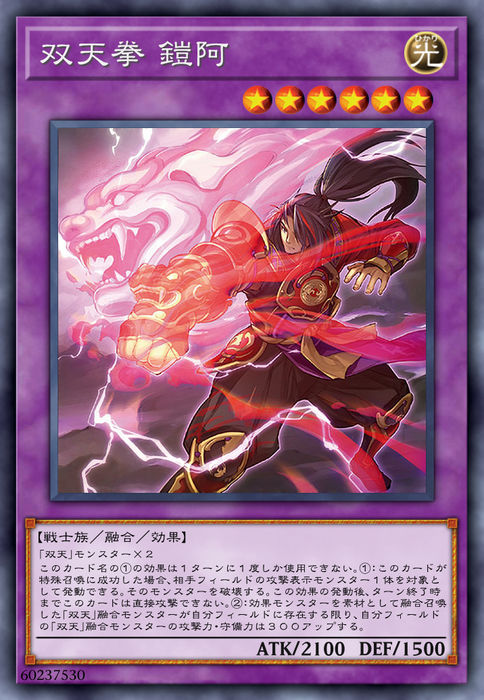 双天拳 鎧阿
ひかり
光
【戦士族/融合/効果】
「双天」モンスター×2
このカード名の①の効果は1ターンに1度しか使用できない。①:このカードが
特殊召喚に成功した場合、相手フィールドの攻撃表示モンスター1体を対象と
して発動できる。そのモンスターを破壊する。この効果の発動後、ターン終了時
までこのカードは直接攻撃できない。②:効果モンスターを素材として融合召喚
した「双天」融合モンスターが自分フィールドに存在する限り、自分フィールド
の「双天」融合モンスターの攻撃力・守備力は300アップする。
ATK/2100 DEF/1500
60237530